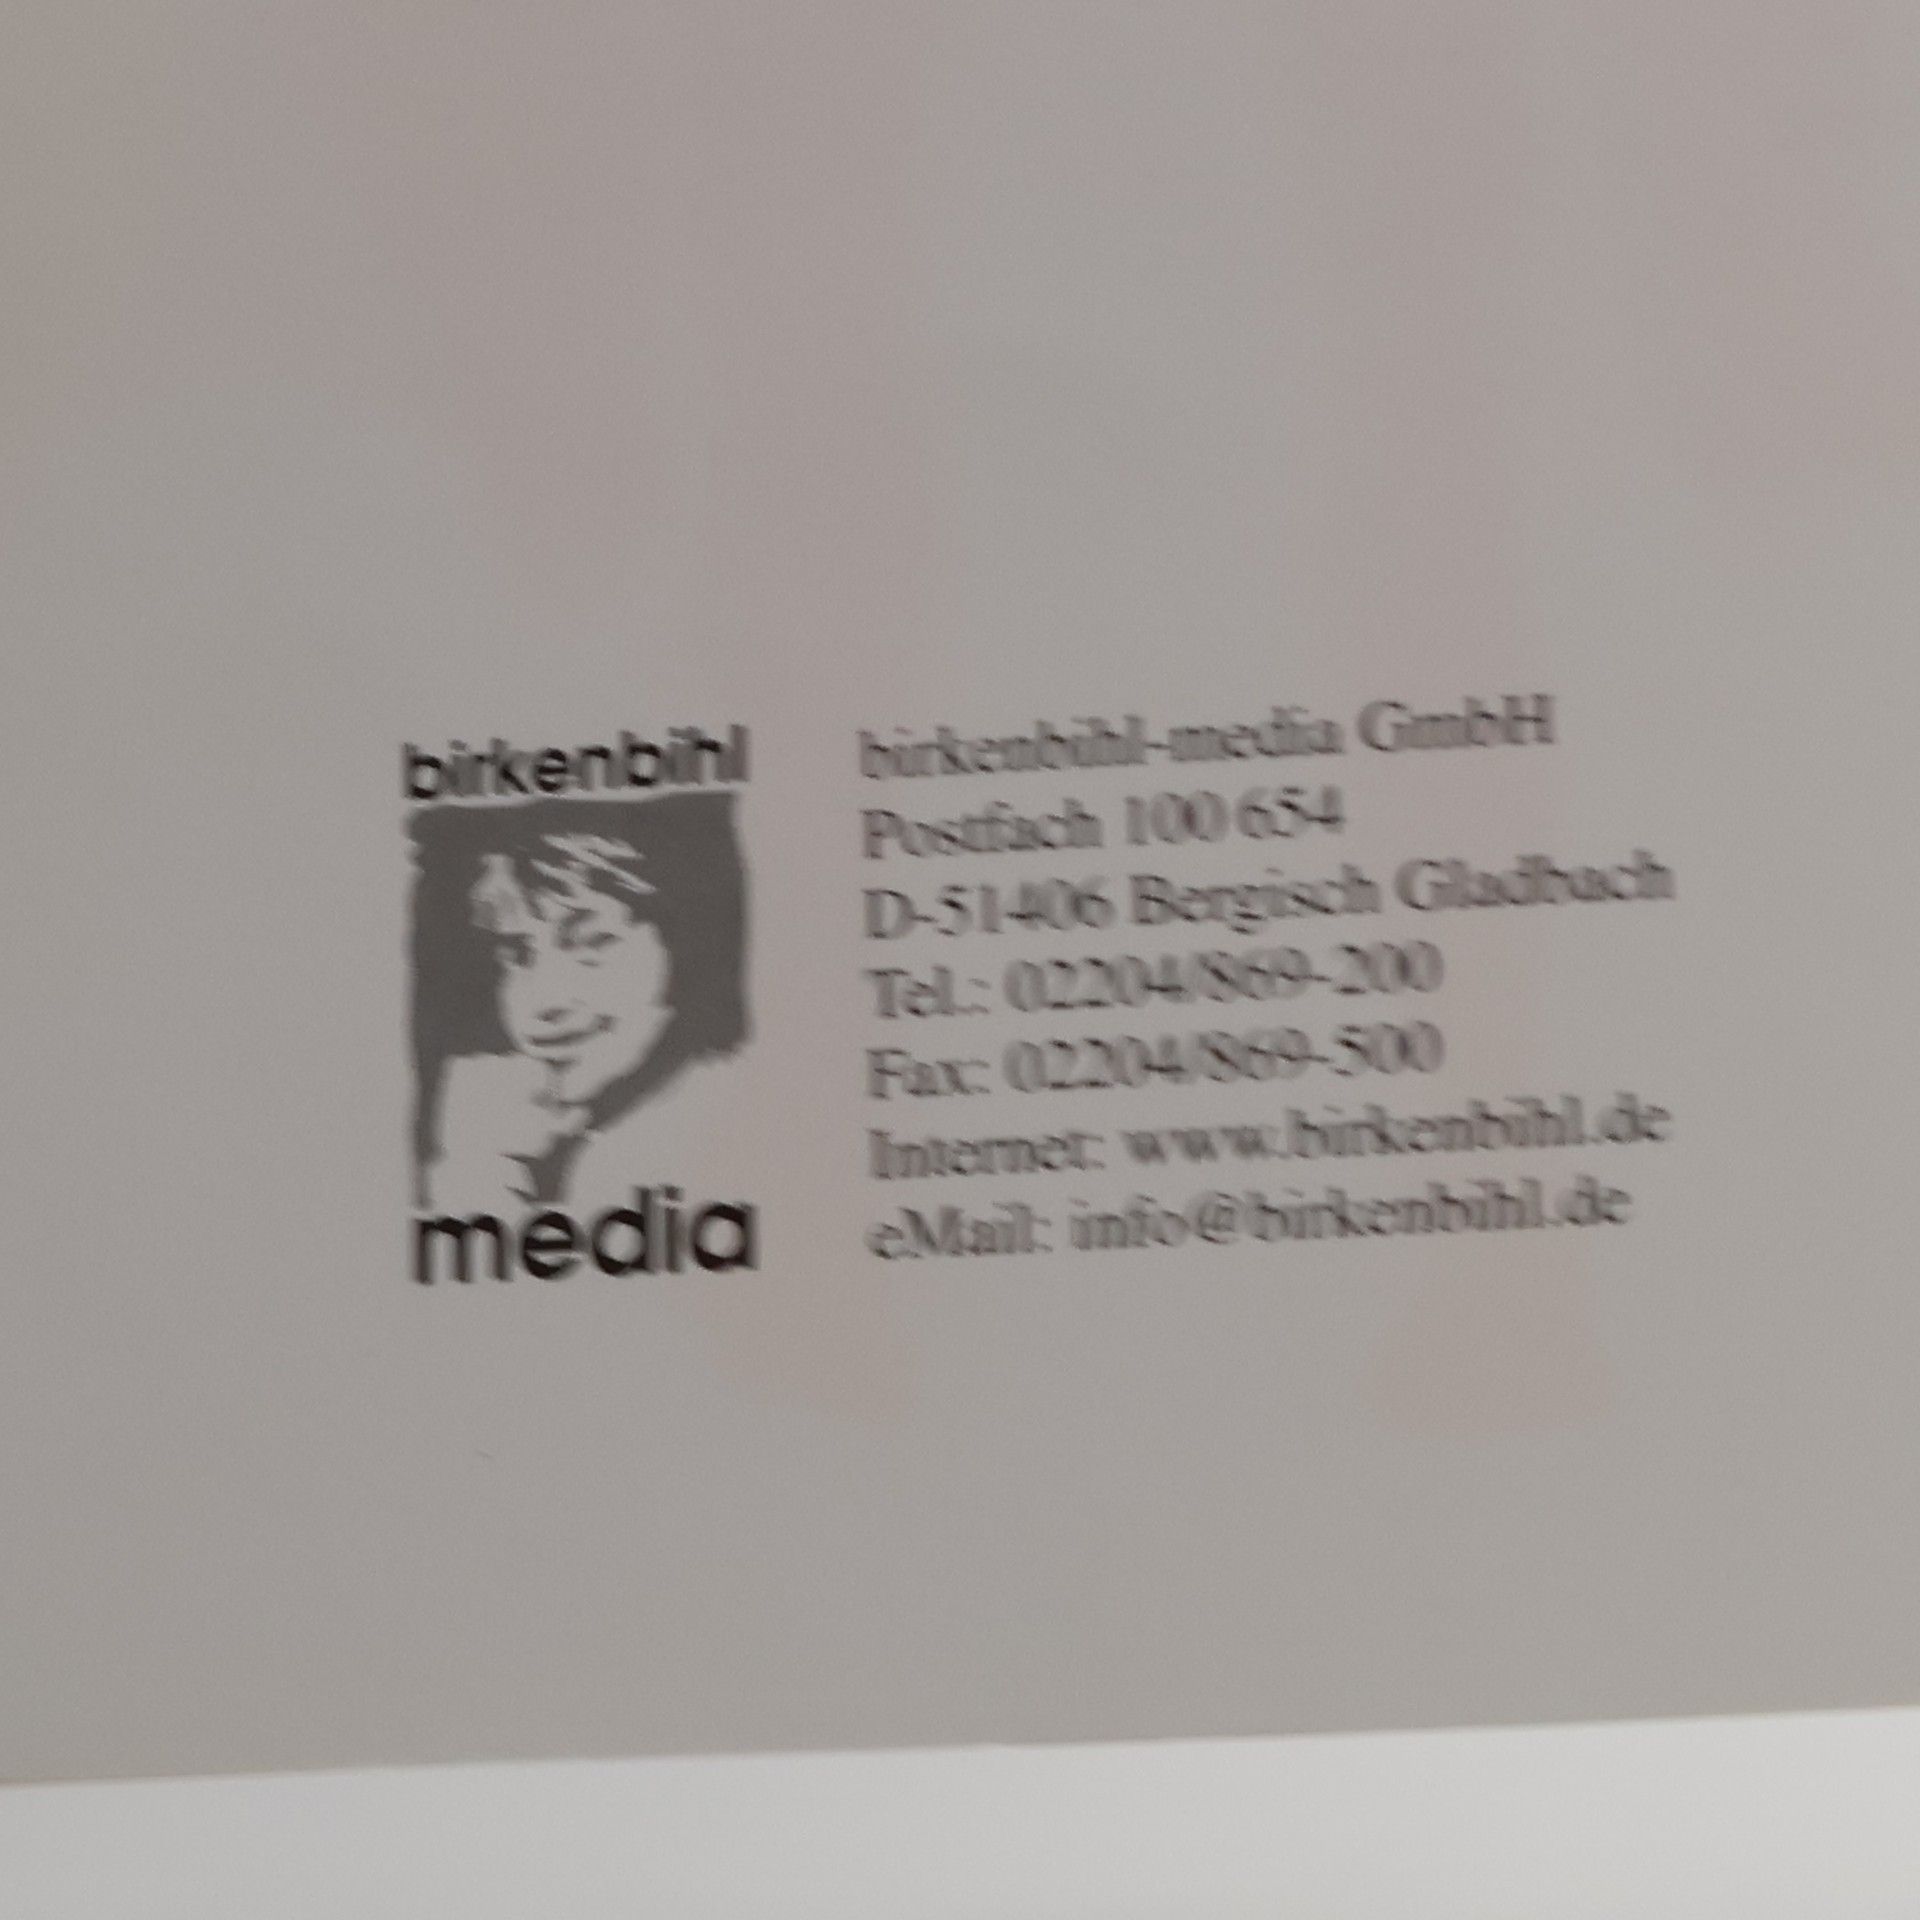 birkenbihl
media
birkenbihl-media GmbH
Postfach 100 654
D-51406 Bergisch Gladbach
Tel.: 02204/869-200
Fax: 02204/869-500
Internet: www.birkenbihl.de
eMail: info@birkenbihl.de